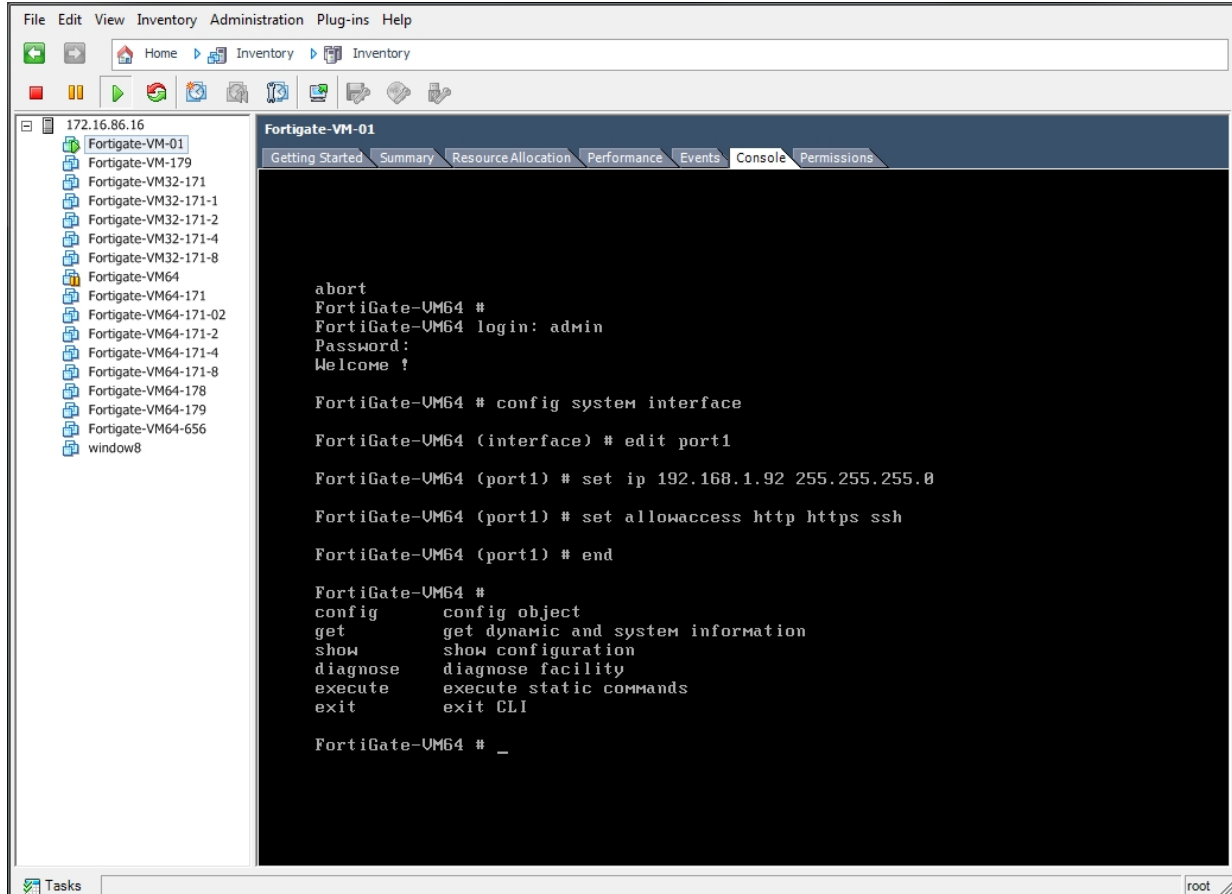 File Edit View Inventory Administration Plug-ins Help
Home Inventory Inventory
172.16.86.16
Fortigate-VM-01
Fortigate-VM-179
Fortigate-VM32-171
Fortigate-VM32-171-1
Fortigate-VM32-171-2
Fortigate-VM32-171-4
Fortigate-VM32-171-8
Fortigate-VM64
Fortigate-VM64-171
Fortigate-VM64-171-02
Fortigate-VM64-171-2
Fortigate-VM64-171-4
Fortigate-VM64-171-8
Fortigate-VM64-178
Fortigate-VM64-179
Fortigate-VM64-656
window8
Fortigate-VM-01
Getting Started Summary Resource Allocation Performance Events Console Permissions
abort
FortiGate-VM64 #
FortiGate-VM64 login: admin
Password:
Welcome !
FortiGate-VM64 # config system interface
FortiGate-VM64 (interface) # edit port1
FortiGate-VM64 (port1) # set ip 192.168.1.92 255.255.255.0
FortiGate-VM64 (port1) # set allowaccess http https ssh
FortiGate-VM64 (port1) # end
FortiGate-VM64 #
config config object
get get dynamic and system information
show show configuration
diagnose diagnose facility
execute execute static commands
exit exit CLI
FortiGate-VM64 # _
Tasks root